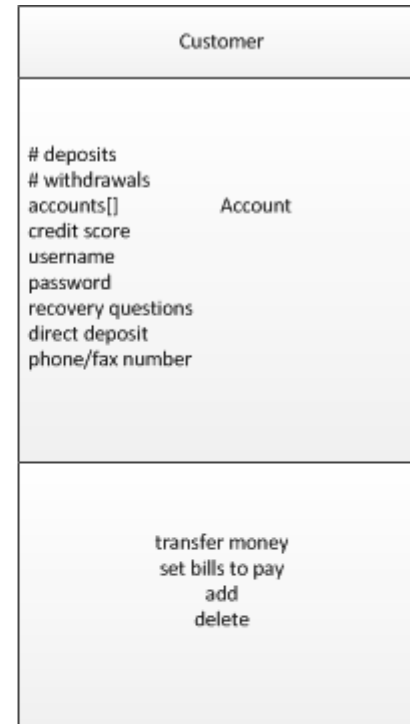 Customer
# deposits
# withdrawals
accounts[] Account
credit score
username
password
recovery questions
direct deposit
phone/fax number
transfer money
set bills to pay
add
delete